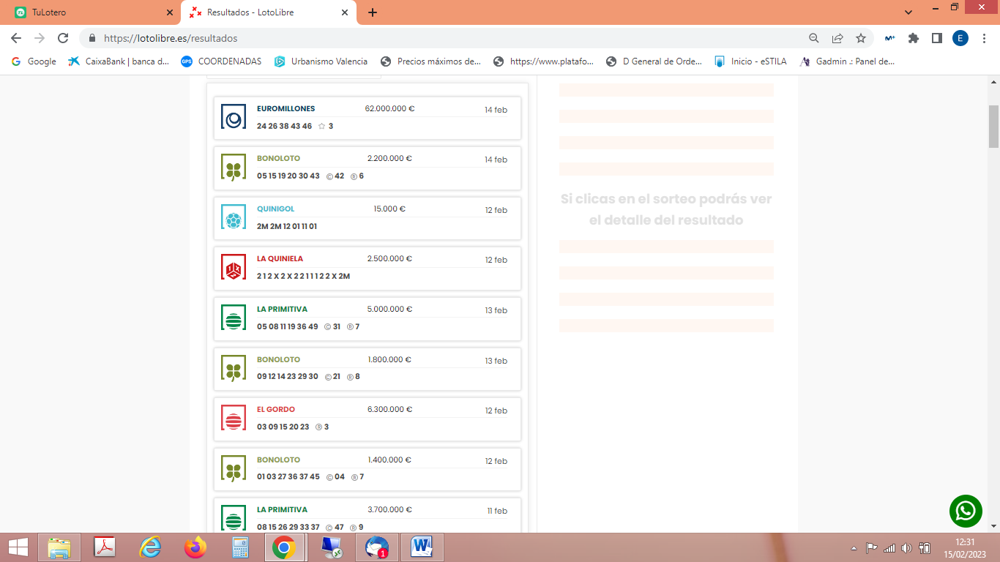 TuLotero
Resultados - LotoLibre
https://lotolibre.es/resultados
E
Google
CaixaBank | banca d...
COORDENADAS
Urbanismo Valencia
Precios máximos de...
https://www.platafo...
D General de Orde...
Inicio - eSTILA
Gadmin .: Panel de...
EUROMILLONES 62.000.000 € 14 feb
24 26 38 43 46 3
BONOLOTO 2.200.000 € 14 feb
05 15 19 20 30 43 © 42 ® 6
QUINIGOL 15.000 € 12 feb
2M 2M 12 01 11 01
LA QUINIELA 2.500.000 € 12 feb
2 1 2 X 2 X 2 2 1 1 1 2 2 X 2M
LA PRIMITIVA 5.000.000 € 13 feb
05 08 11 19 36 49 © 31 ® 7
BONOLOTO 1.800.000 € 13 feb
09 12 14 23 29 30 © 21 ® 8
EL GORDO 6.300.000 € 12 feb
03 09 15 20 23 ® 3
BONOLOTO 1.400.000 € 12 feb
01 03 27 36 37 45 © 04 ® 7
LA PRIMITIVA 3.700.000 € 11 feb
08 15 26 29 33 37 © 47 ® 9
Si clicas en el sorteo podrás ver
el detalle del resultado
12:31
15/02/2023